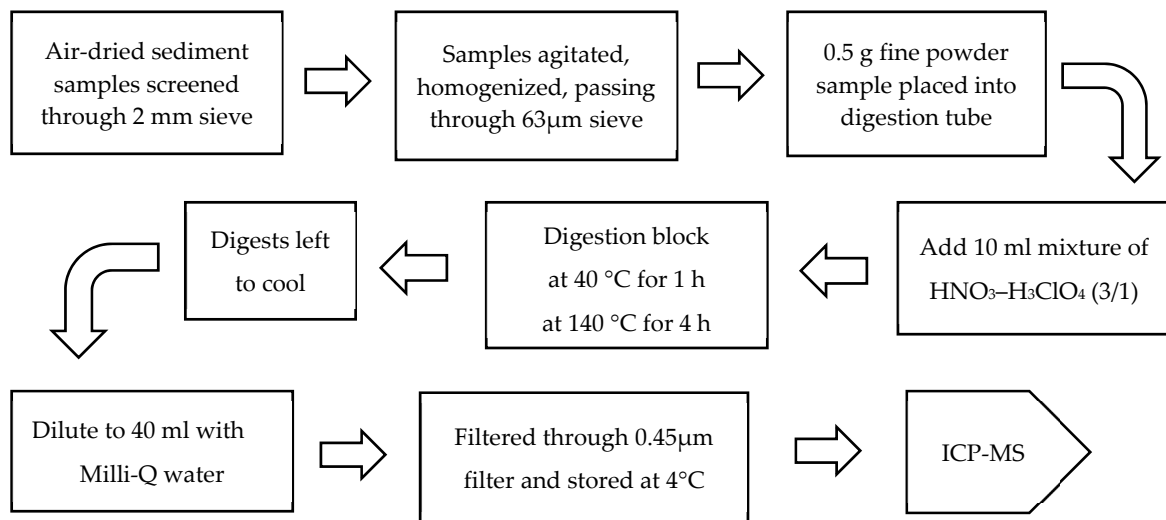 Air-dried sediment
samples screened
through 2 mm sieve
Samples agitated,
homogenized, passing
through 63µm sieve
0.5 g fine powder
sample placed into
digestion tube
Add 10 ml mixture of
HNO₃–H₃ClO₄ (3/1)
Digestion block
at 40 °C for 1 h
at 140 °C for 4 h
Digests left
to cool
Dilute to 40 ml with
Milli-Q water
Filtered through 0.45µm
filter and stored at 4°C
ICP-MS